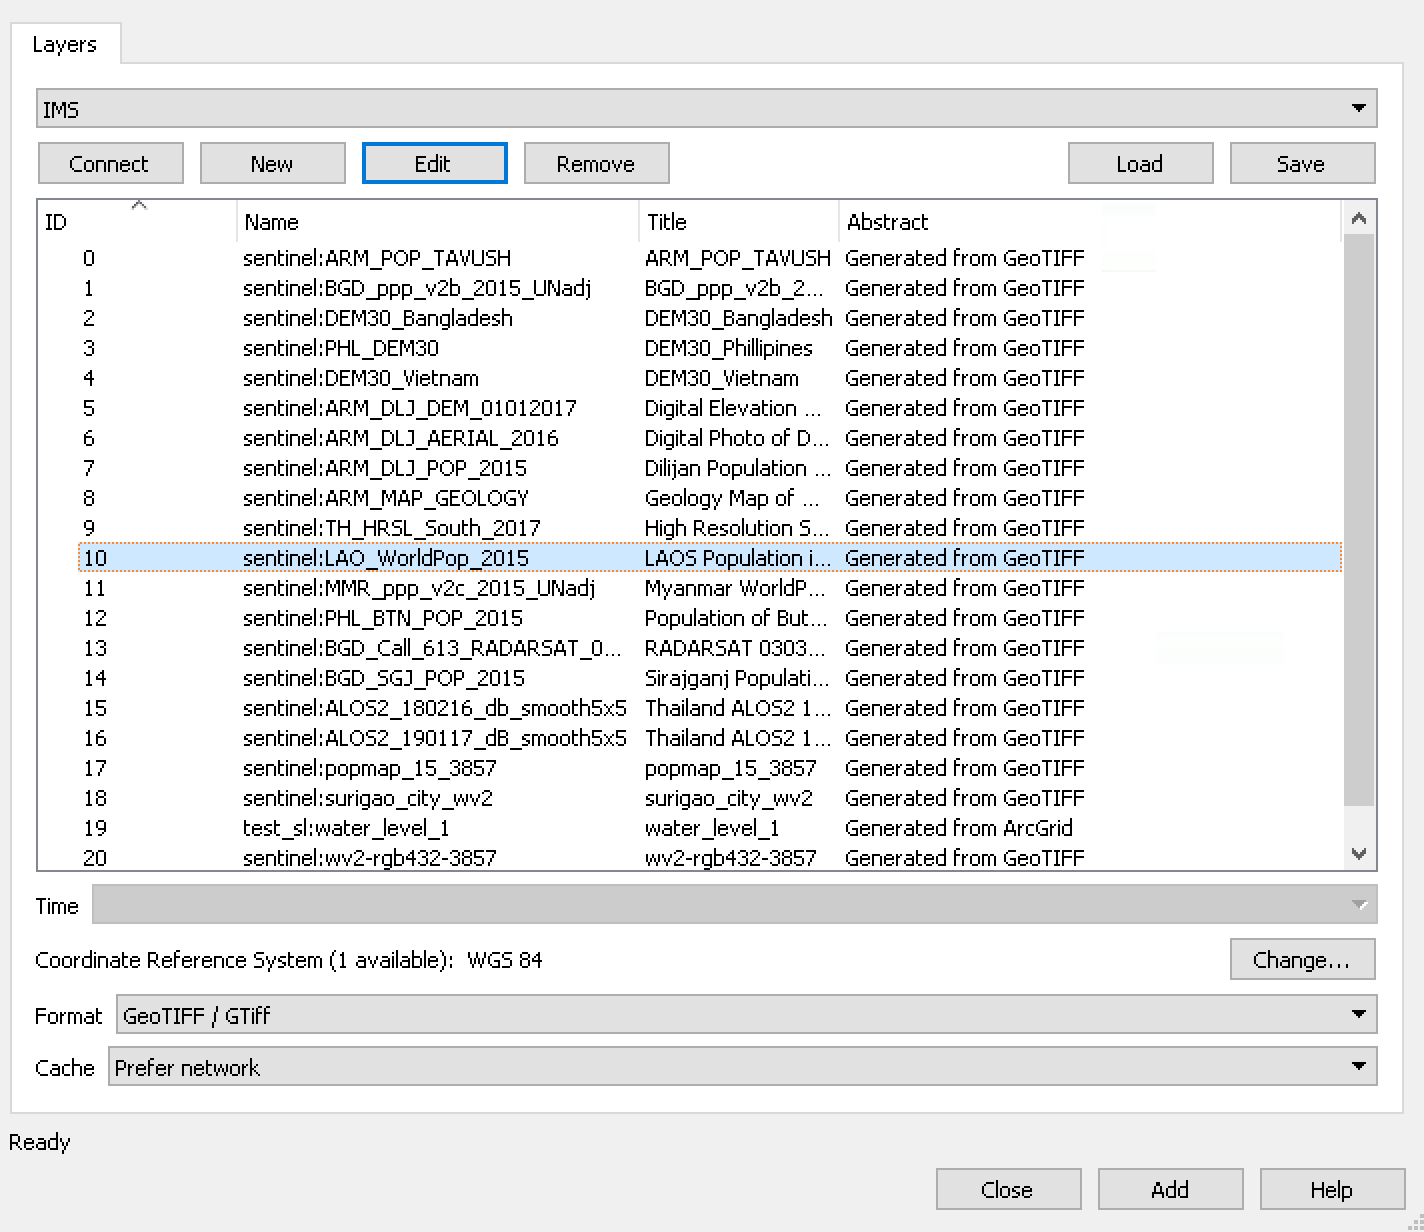 Layers
IMS
Connect New Edit Remove Load Save
ID Name Title Abstract
0 sentinel:ARM_POP_TAVUSH ARM_POP_TAVUSH Generated from GeoTIFF
1 sentinel:BGD_ppp_v2b_2015_UNadj BGD_ppp_v2b_2... Generated from GeoTIFF
2 sentinel:DEM30_Bangladesh DEM30_Bangladesh Generated from GeoTIFF
3 sentinel:PHL_DEM30 DEM30_Phillipines Generated from GeoTIFF
4 sentinel:DEM30_Vietnam DEM30_Vietnam Generated from GeoTIFF
5 sentinel:ARM_DLJ_DEM_01012017 Digital Elevation ... Generated from GeoTIFF
6 sentinel:ARM_DLJ_AERIAL_2016 Digital Photo of D... Generated from GeoTIFF
7 sentinel:ARM_DLJ_POP_2015 Dilijan Population ... Generated from GeoTIFF
8 sentinel:ARM_MAP_GEOLOGY Geology Map of ... Generated from GeoTIFF
9 sentinel:TH_HRSL_South_2017 High Resolution S... Generated from GeoTIFF
10 sentinel:LAO_WorldPop_2015 LAOS Population i... Generated from GeoTIFF
11 sentinel:MMR_ppp_v2c_2015_UNadj Myanmar WorldP... Generated from GeoTIFF
12 sentinel:PHL_BTN_POP_2015 Population of But... Generated from GeoTIFF
13 sentinel:BGD_Call_613_RADARSAT_0... RADARSAT 0303... Generated from GeoTIFF
14 sentinel:BGD_SGJ_POP_2015 Sirajganj Populati... Generated from GeoTIFF
15 sentinel:ALOS2_180216_db_smooth5x5 Thailand ALOS2 1... Generated from GeoTIFF
16 sentinel:ALOS2_190117_dB_smooth5x5 Thailand ALOS2 1... Generated from GeoTIFF
17 sentinel:popmap_15_3857 popmap_15_3857 Generated from GeoTIFF
18 sentinel:surigao_city_wv2 surigao_city_wv2 Generated from GeoTIFF
19 test_sl:water_level_1 water_level_1 Generated from ArcGrid
20 sentinel:wv2-rgb432-3857 wv2-rgb432-3857 Generated from GeoTIFF
Time
Coordinate Reference System (1 available): WGS 84 Change...
Format GeoTIFF / GTiff
Cache Prefer network
Ready
Close Add Help